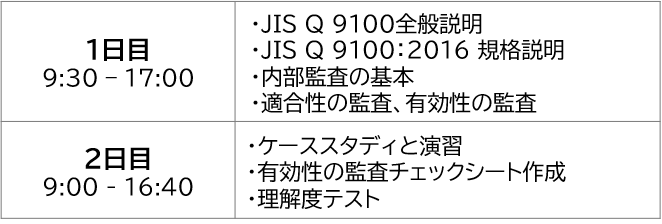 1日目
9:30 – 17:00
・JIS Q 9100全般説明
・JIS Q 9100：2016 規格説明
・内部監査の基本
・適合性の監査、有効性の監査
2日目
9:00 - 16:40
・ケーススタディと演習
・有効性の監査チェックシート作成
・理解度テスト